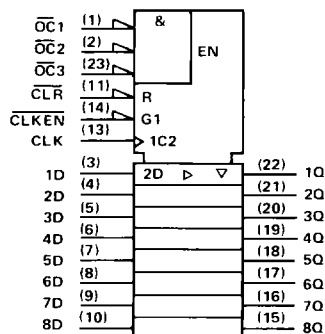 OC1 (1) &
OC2 (2) EN
OC3 (23)
CLR (11) R
CLKEN (14) G1
CLK (13) 1C2
1D (3) 2D ▷ ▽ (22) 1Q
2D (4) (21) 2Q
3D (5) (20) 3Q
4D (6) (19) 4Q
5D (7) (18) 5Q
6D (8) (17) 6Q
7D (9) (16) 7Q
8D (10) (15) 8Q